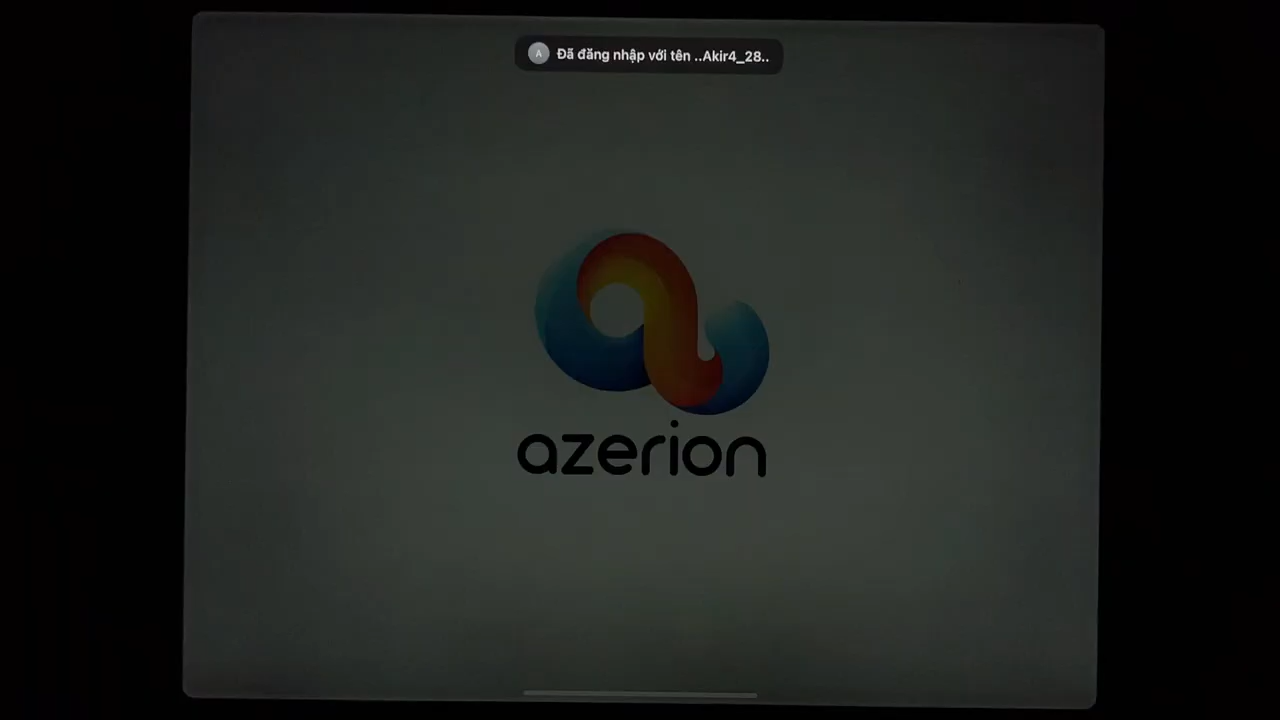 A
Đã đăng nhập với tên ..Akir4_28..
azerion